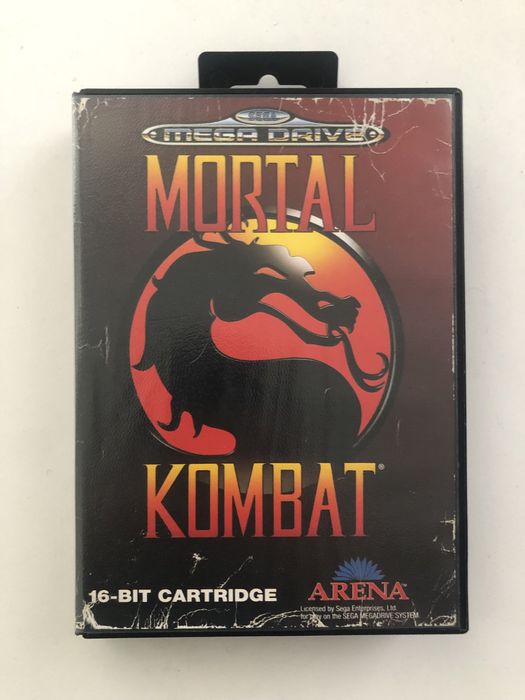 SEGA
MEGA DRIVE
MORTAL
KOMBAT®
16-BIT CARTRIDGE
ARENA
Licensed by Sega Enterprises, Ltd.
for play on the SEGA MEGADRIVE SYSTEM